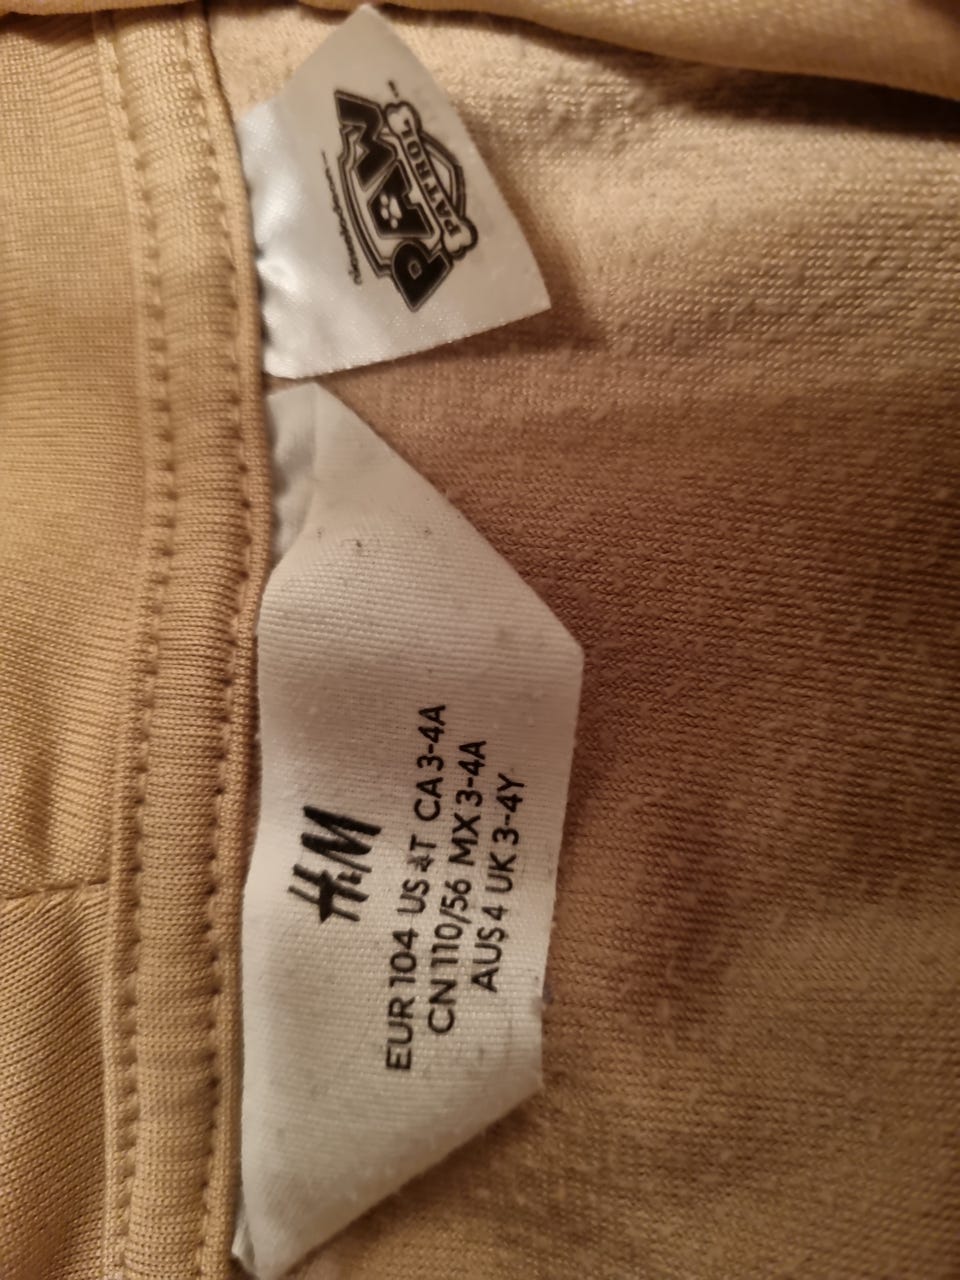 nickelodeon
PAW
PATROL
H&M
EUR 104 US 4T CA 3-4A
CN 110/56 MX 3-4A
AUS 4 UK 3-4Y